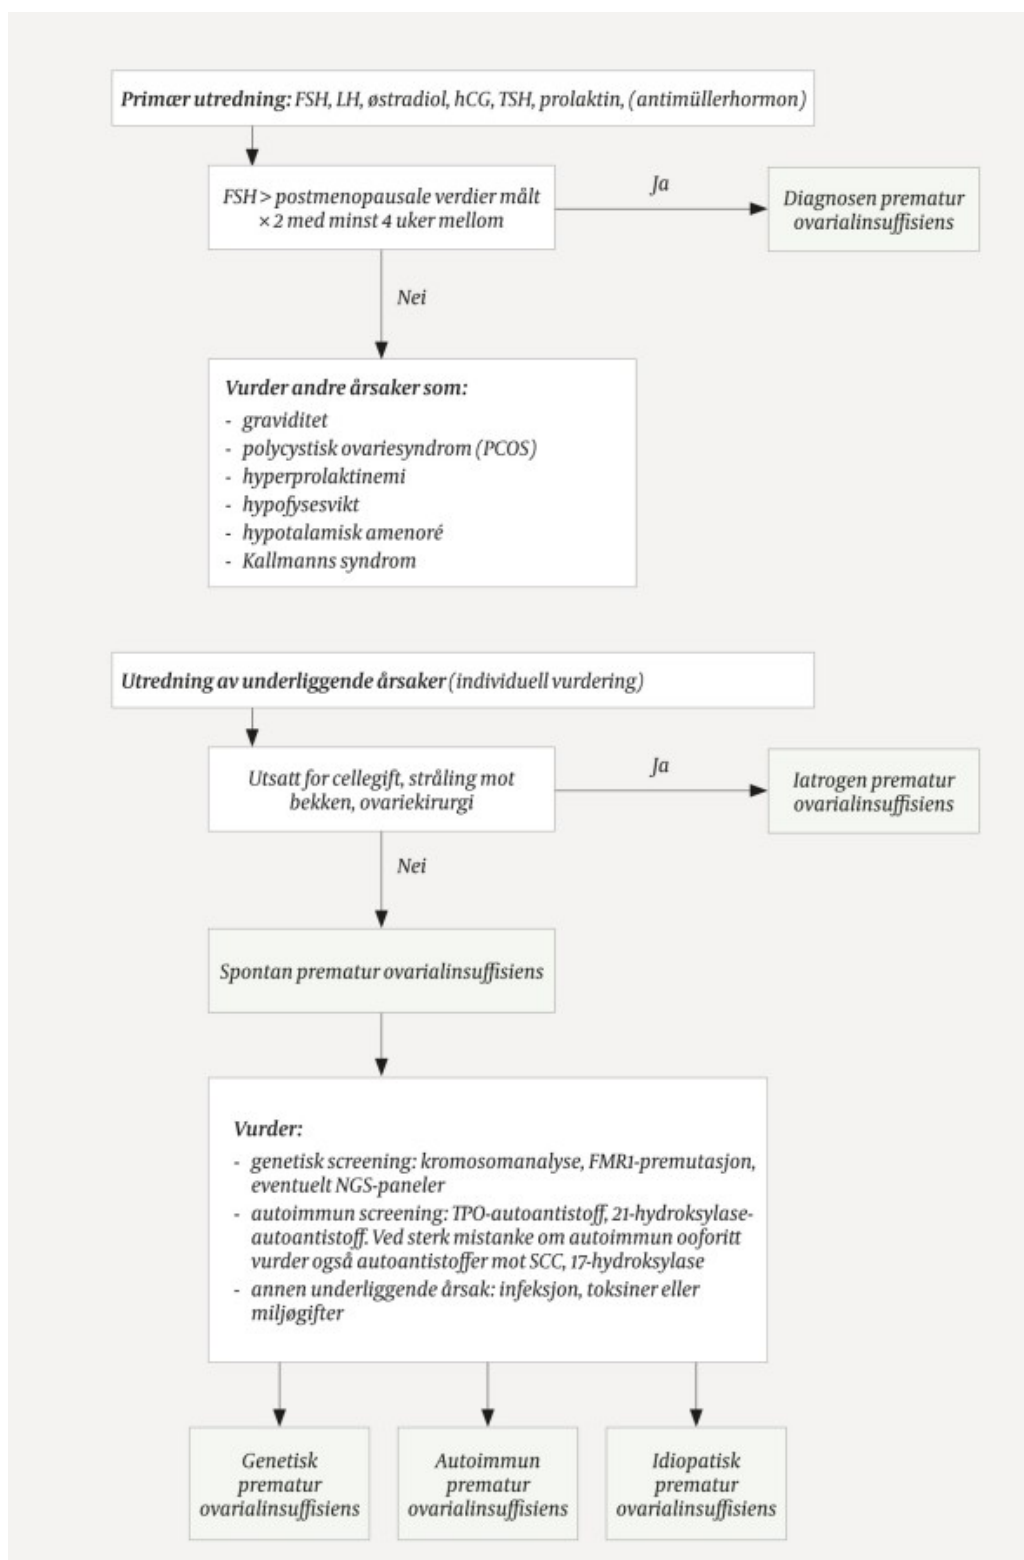 Primær utredning: FSH, LH, østradiol, hCG, TSH, prolaktin, (antimüllerhormon)
FSH > postmenopausale verdier målt
× 2 med minst 4 uker mellom
Ja
Diagnosen prematur
ovarialinsuffisiens
Nei
Vurder andre årsaker som:
- graviditet
- polycystisk ovariesyndrom (PCOS)
- hyperprolaktinemi
- hypofysesvikt
- hypotalamisk amenoré
- Kallmanns syndrom
Utredning av underliggende årsaker (individuell vurdering)
Utsatt for cellegift, stråling mot
bekken, ovariekirurgi
Ja
Iatrogen prematur
ovarialinsuffisiens
Nei
Spontan prematur ovarialinsuffisiens
Vurder:
- genetisk screening: kromosomanalyse, FMR1-premutasjon,
eventuelt NGS-paneler
- autoimmun screening: TPO-autoantistoff, 21-hydroksylase-
autoantistoff. Ved sterk mistanke om autoimmun ooforitt
vurder også autoantistoffer mot SCC, 17-hydroksylase
- annen underliggende årsak: infeksjon, toksiner eller
miljøgifter
Genetisk
prematur
ovarialinsuffisiens
Autoimmun
prematur
ovarialinsuffisiens
Idiopatisk
prematur
ovarialinsuffisiens